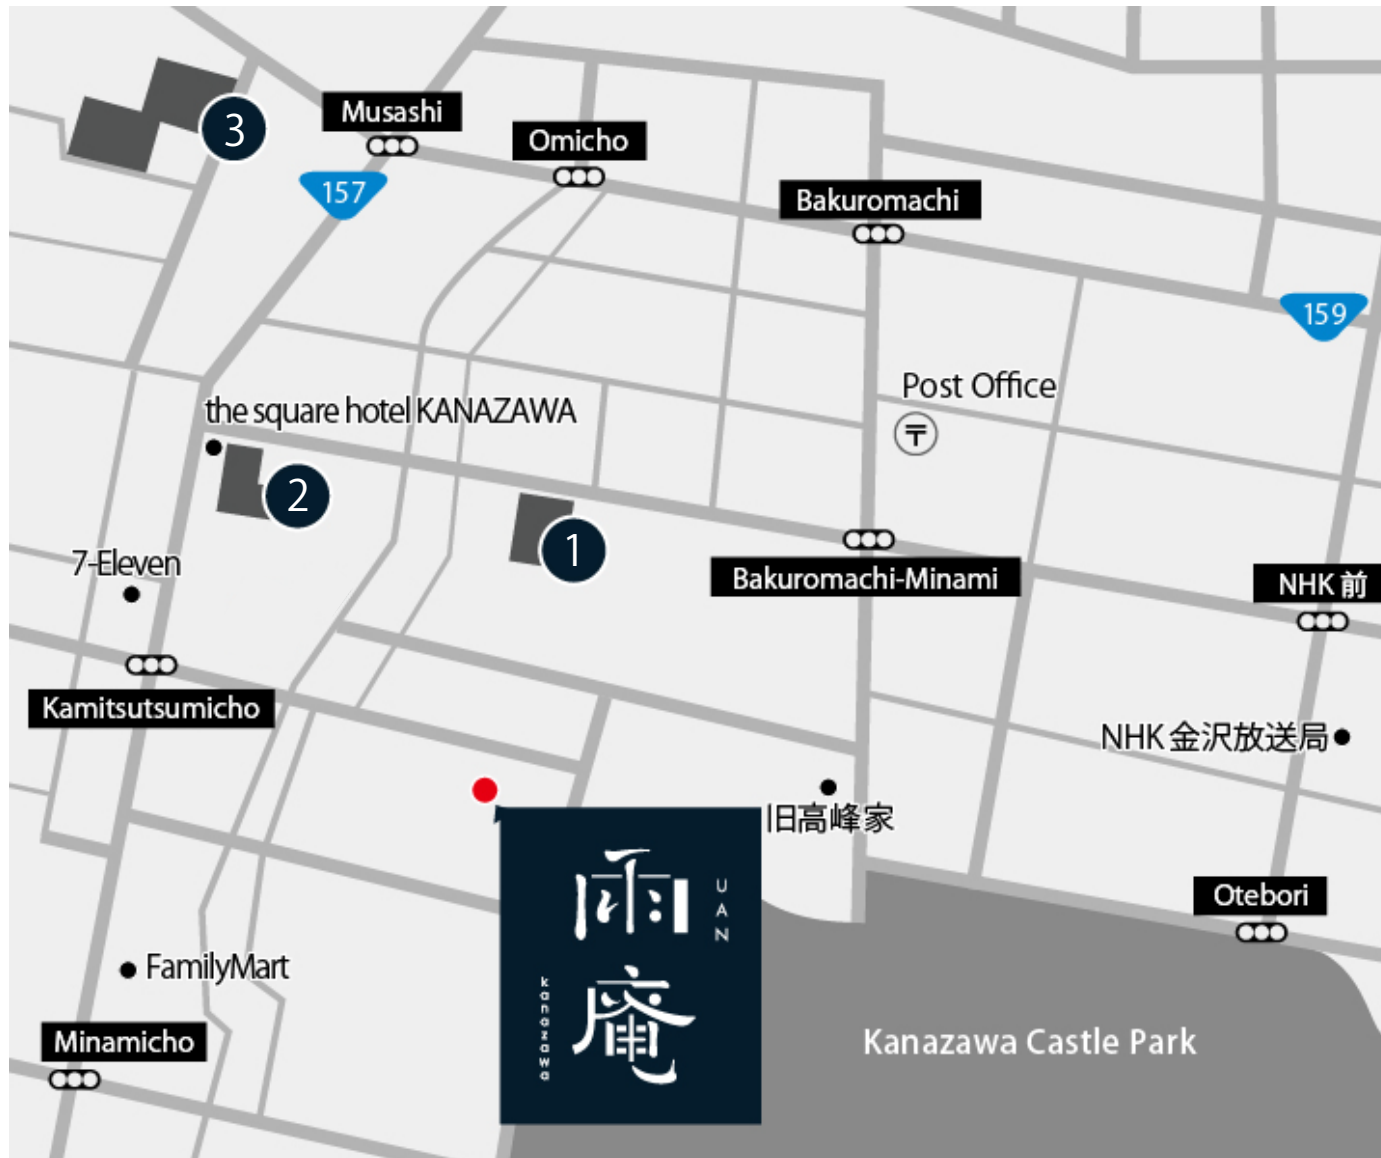 3
Musashi
Omicho
157
Bakuromachi
159
Post Office
〒
the square hotel KANAZAWA
2
1
7-Eleven
Bakuromachi-Minami
NHK 前
Kamitsutsumicho
NHK 金沢放送局
旧高峰家
雨庵
UAN
kanazawa
Otebori
FamilyMart
Minamicho
Kanazawa Castle Park